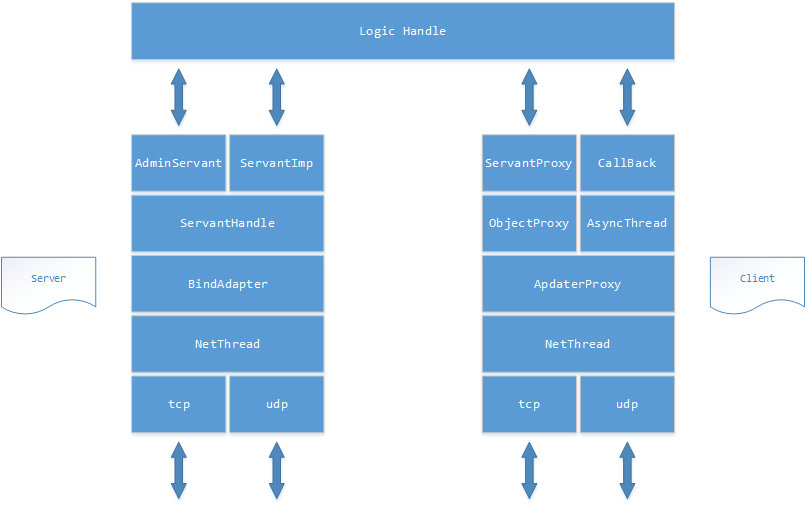 Logic Handle
AdminServant ServantImp ServantProxy CallBack
ServantHandle ObjectProxy AsyncThread
Server BindAdapter ApdaterProxy Client
NetThread NetThread
tcp udp tcp udp